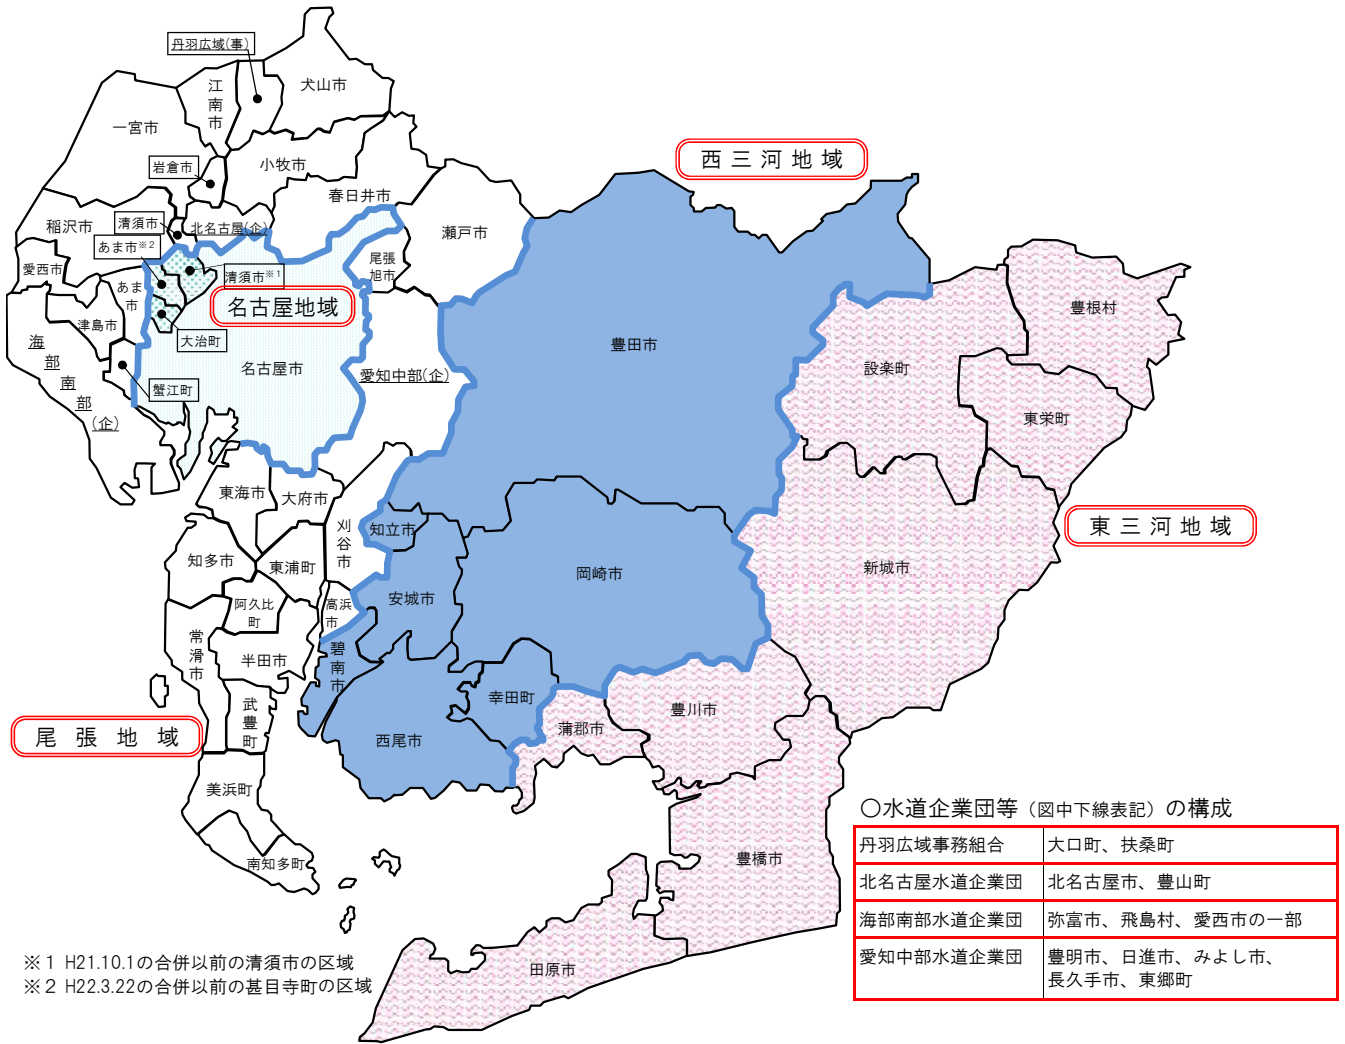 丹羽広域(事)
犬山市
江南市
一宮市
岩倉市
小牧市
春日井市
西三河地域
稲沢市
清須市
北名古屋(企)
瀬戸市
あま市※2
愛西市
清須市※1
尾張
旭市
あま
市
名古屋地域
津島市
大治町
海部南部(企)
名古屋市
愛知中部(企)
蟹江町
豊田市
豊根村
設楽町
東栄町
東海市
大府市
刈谷市
知立市
東三河地域
知多市
東浦町
岡崎市
新城市
阿久比
町
高浜
市
安城市
常滑市
半田市
碧南市
幸田町
武豊町
尾張地域
西尾市
蒲郡市
豊川市
美浜町
南知多町
豊橋市
田原市
○水道企業団等(図中下線表記)の構成
丹羽広域事務組合 大口町、扶桑町
北名古屋水道企業団 北名古屋市、豊山町
海部南部水道企業団 弥富市、飛島村、愛西市の一部
愛知中部水道企業団 豊明市、日進市、みよし市、
長久手市、東郷町
※1 H21.10.1の合併以前の清須市の区域
※2 H22.3.22の合併以前の甚目寺町の区域